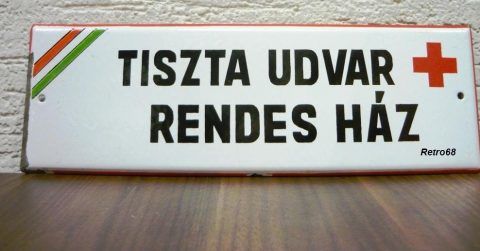 TISZTA UDVAR
RENDES HÁZ
Retro68